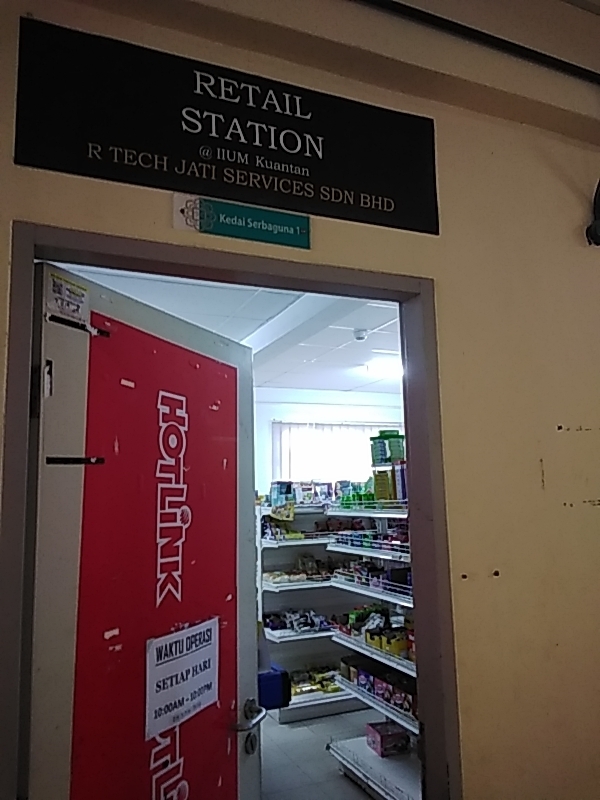 RETAIL
STATION
@ IIUM Kuantan
R TECH JATI SERVICES SDN BHD
Kedai Serbaguna 1
HOTLINK
WAKTU OPERASI
SETIAP HARI
10:00AM - 10:00PM
HOTLINK